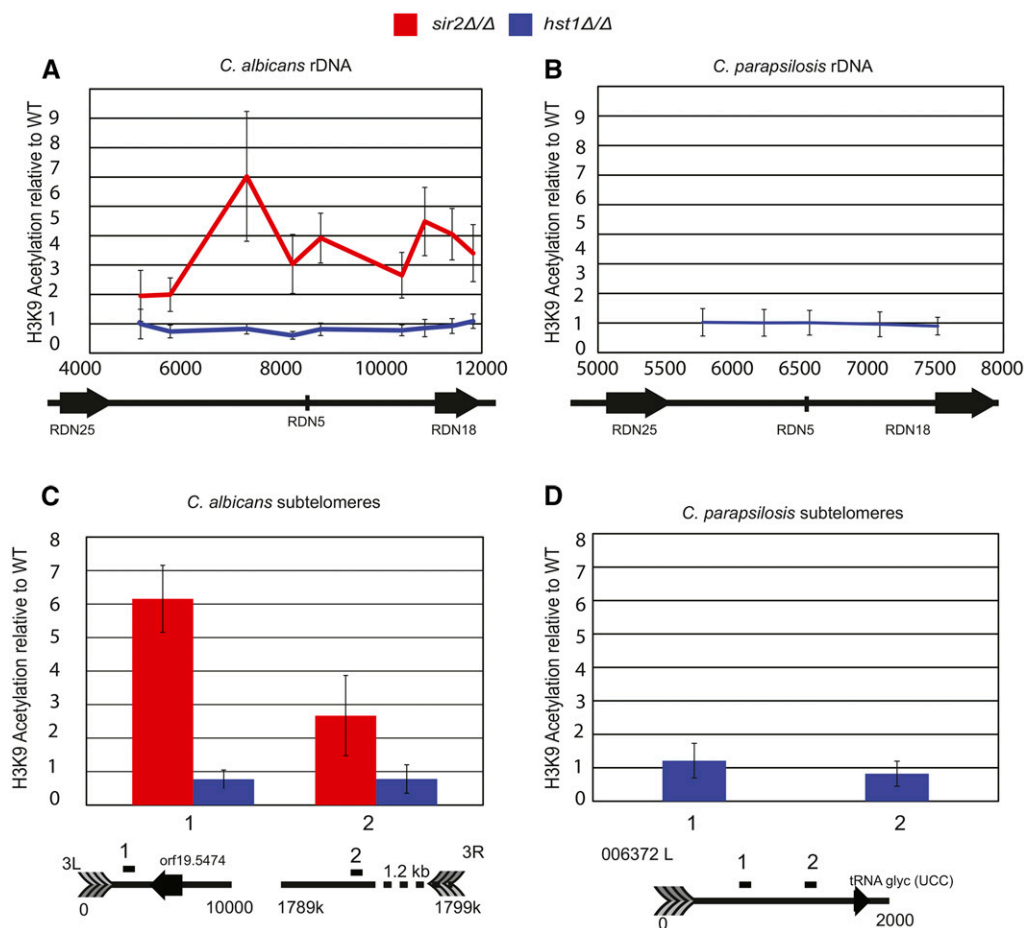 sir2Δ/Δ hst1Δ/Δ
A C. albicans rDNA
H3K9 Acetylation relative to WT
9
8
7
6
5
4
3
2
1
0
4000 6000 8000 10000 12000
RDN25 RDN5 RDN18
B C. parapsilosis rDNA
H3K9 Acetylation relative to WT
9
8
7
6
5
4
3
2
1
0
5000 5500 6000 6500 7000 7500 8000
RDN25 RDN5 RDN18
C C. albicans subtelomeres
H3K9 Acetylation relative to WT
8
7
6
5
4
3
2
1
0
1 2
3L 1 orf19.5474 2 1.2 kb 3R
0 10000 1789k 1799k
D C. parapsilosis subtelomeres
H3K9 Acetylation relative to WT
8
7
6
5
4
3
2
1
0
1 2
006372 L 1 2 tRNA glyc (UCC)
0 2000